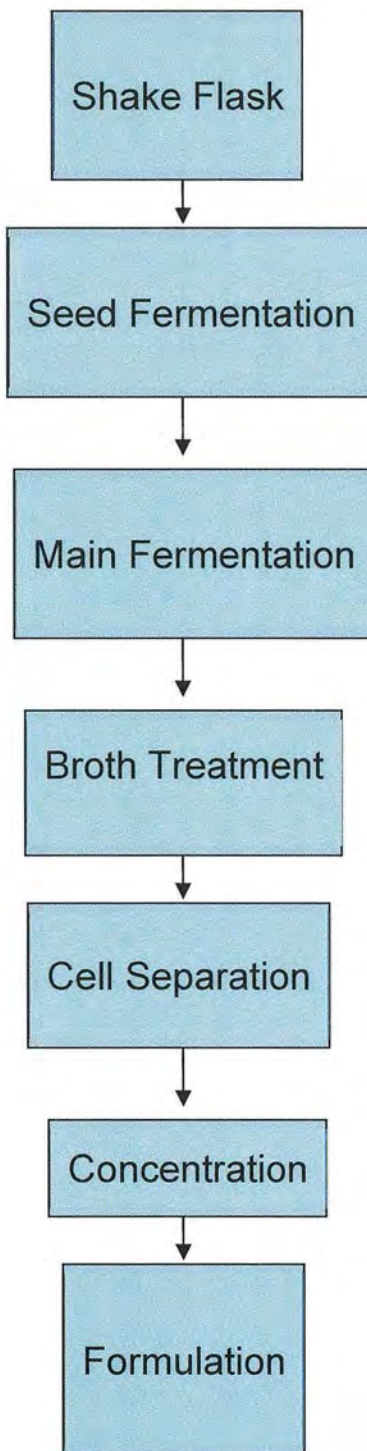 Shake Flask
Seed Fermentation
Main Fermentation
Broth Treatment
Cell Separation
Concentration
Formulation